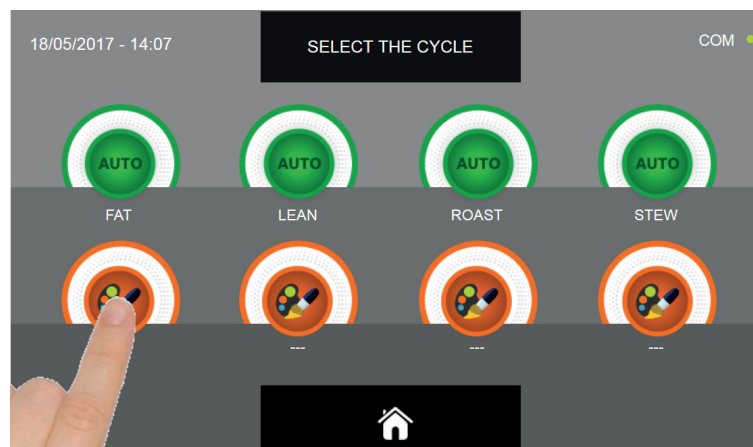 18/05/2017 - 14:07
SELECT THE CYCLE
COM
AUTO
AUTO
AUTO
AUTO
FAT
LEAN
ROAST
STEW
---
---
---